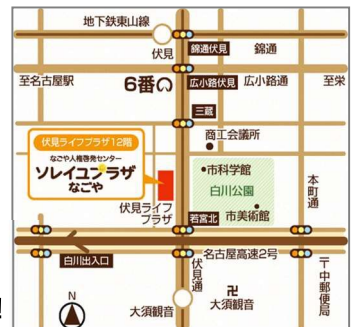 地下鉄東山線
伏見
錦通伏見
錦通
至名古屋駅
6番の
広小路伏見
広小路通
至栄
三蔵
商工会議所
伏見ライフプラザ12階
なごや人権啓発センター
ソレイユプラザ
なごや
・市科学館
白川公園
市美術館
本町通
伏見ライフ
プラザ
若宮北
白川出入口
名古屋高速2号
伏見通
〒中郵便局
N
大須観音
卍
大須観音
!